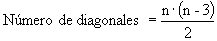 Número de diagonales = n·(n - 3) / 2